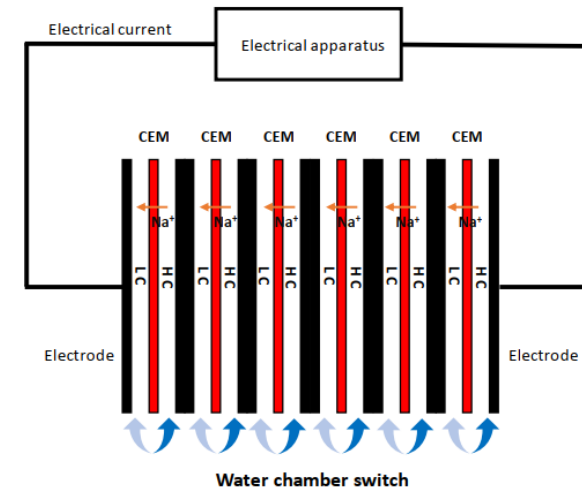 Electrical current
Electrical apparatus
CEM CEM CEM CEM CEM CEM
Na+ Na+ Na+ Na+ Na+ Na+
LC HC LC HC LC HC LC HC LC HC LC HC
Electrode Electrode
Water chamber switch